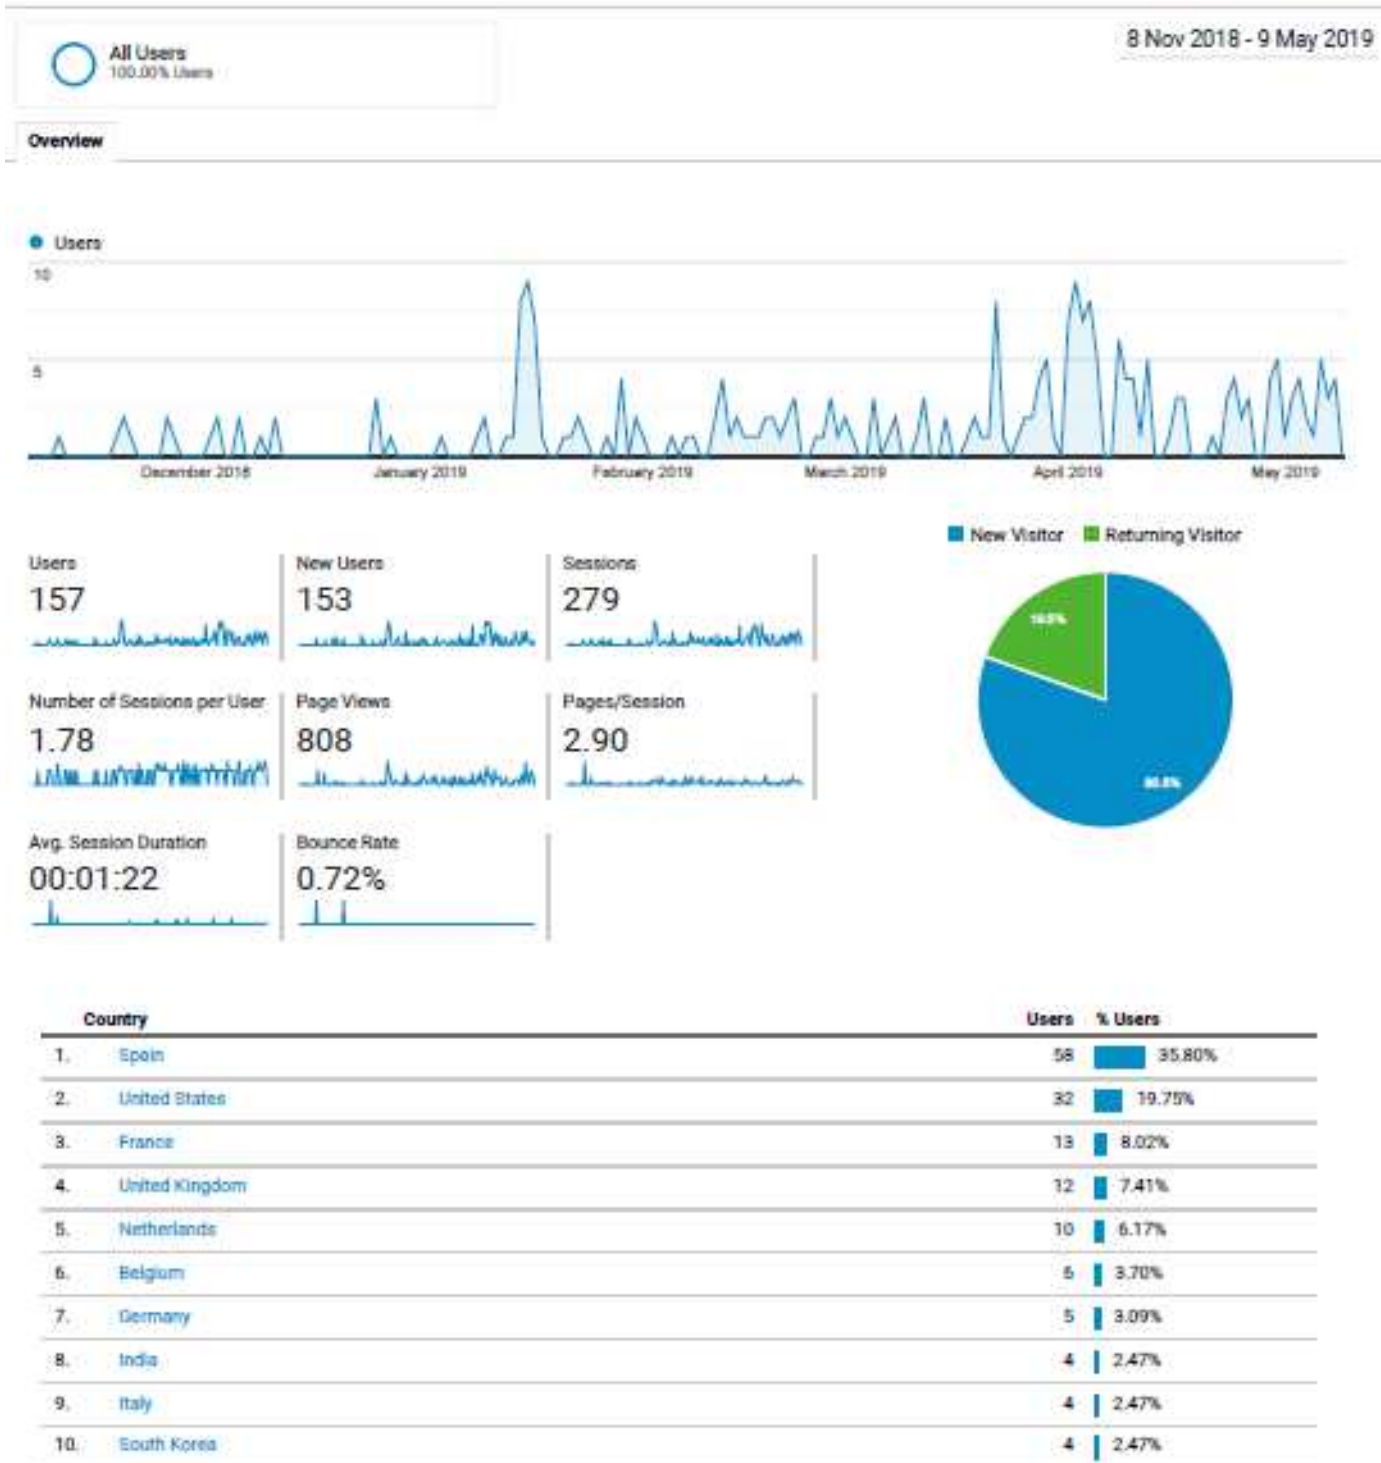 All Users
100.00% Users
8 Nov 2018 - 9 May 2019
Overview
Users
10
5
December 2018
January 2019
February 2019
March 2019
April 2019
May 2019
New Visitor
Returning Visitor
Users
New Users
Sessions
157
153
279
Number of Sessions per User
Page Views
Pages/Session
1.78
808
2.90
Avg. Session Duration
Bounce Rate
00:01:22
0.72%
Country Users % Users
1. Spain 58 35.80%
2. United States 32 19.75%
3. France 13 8.02%
4. United Kingdom 12 7.41%
5. Netherlands 10 6.17%
6. Belgium 6 3.70%
7. Germany 5 3.09%
8. India 4 2.47%
9. Italy 4 2.47%
10. South Korea 4 2.47%